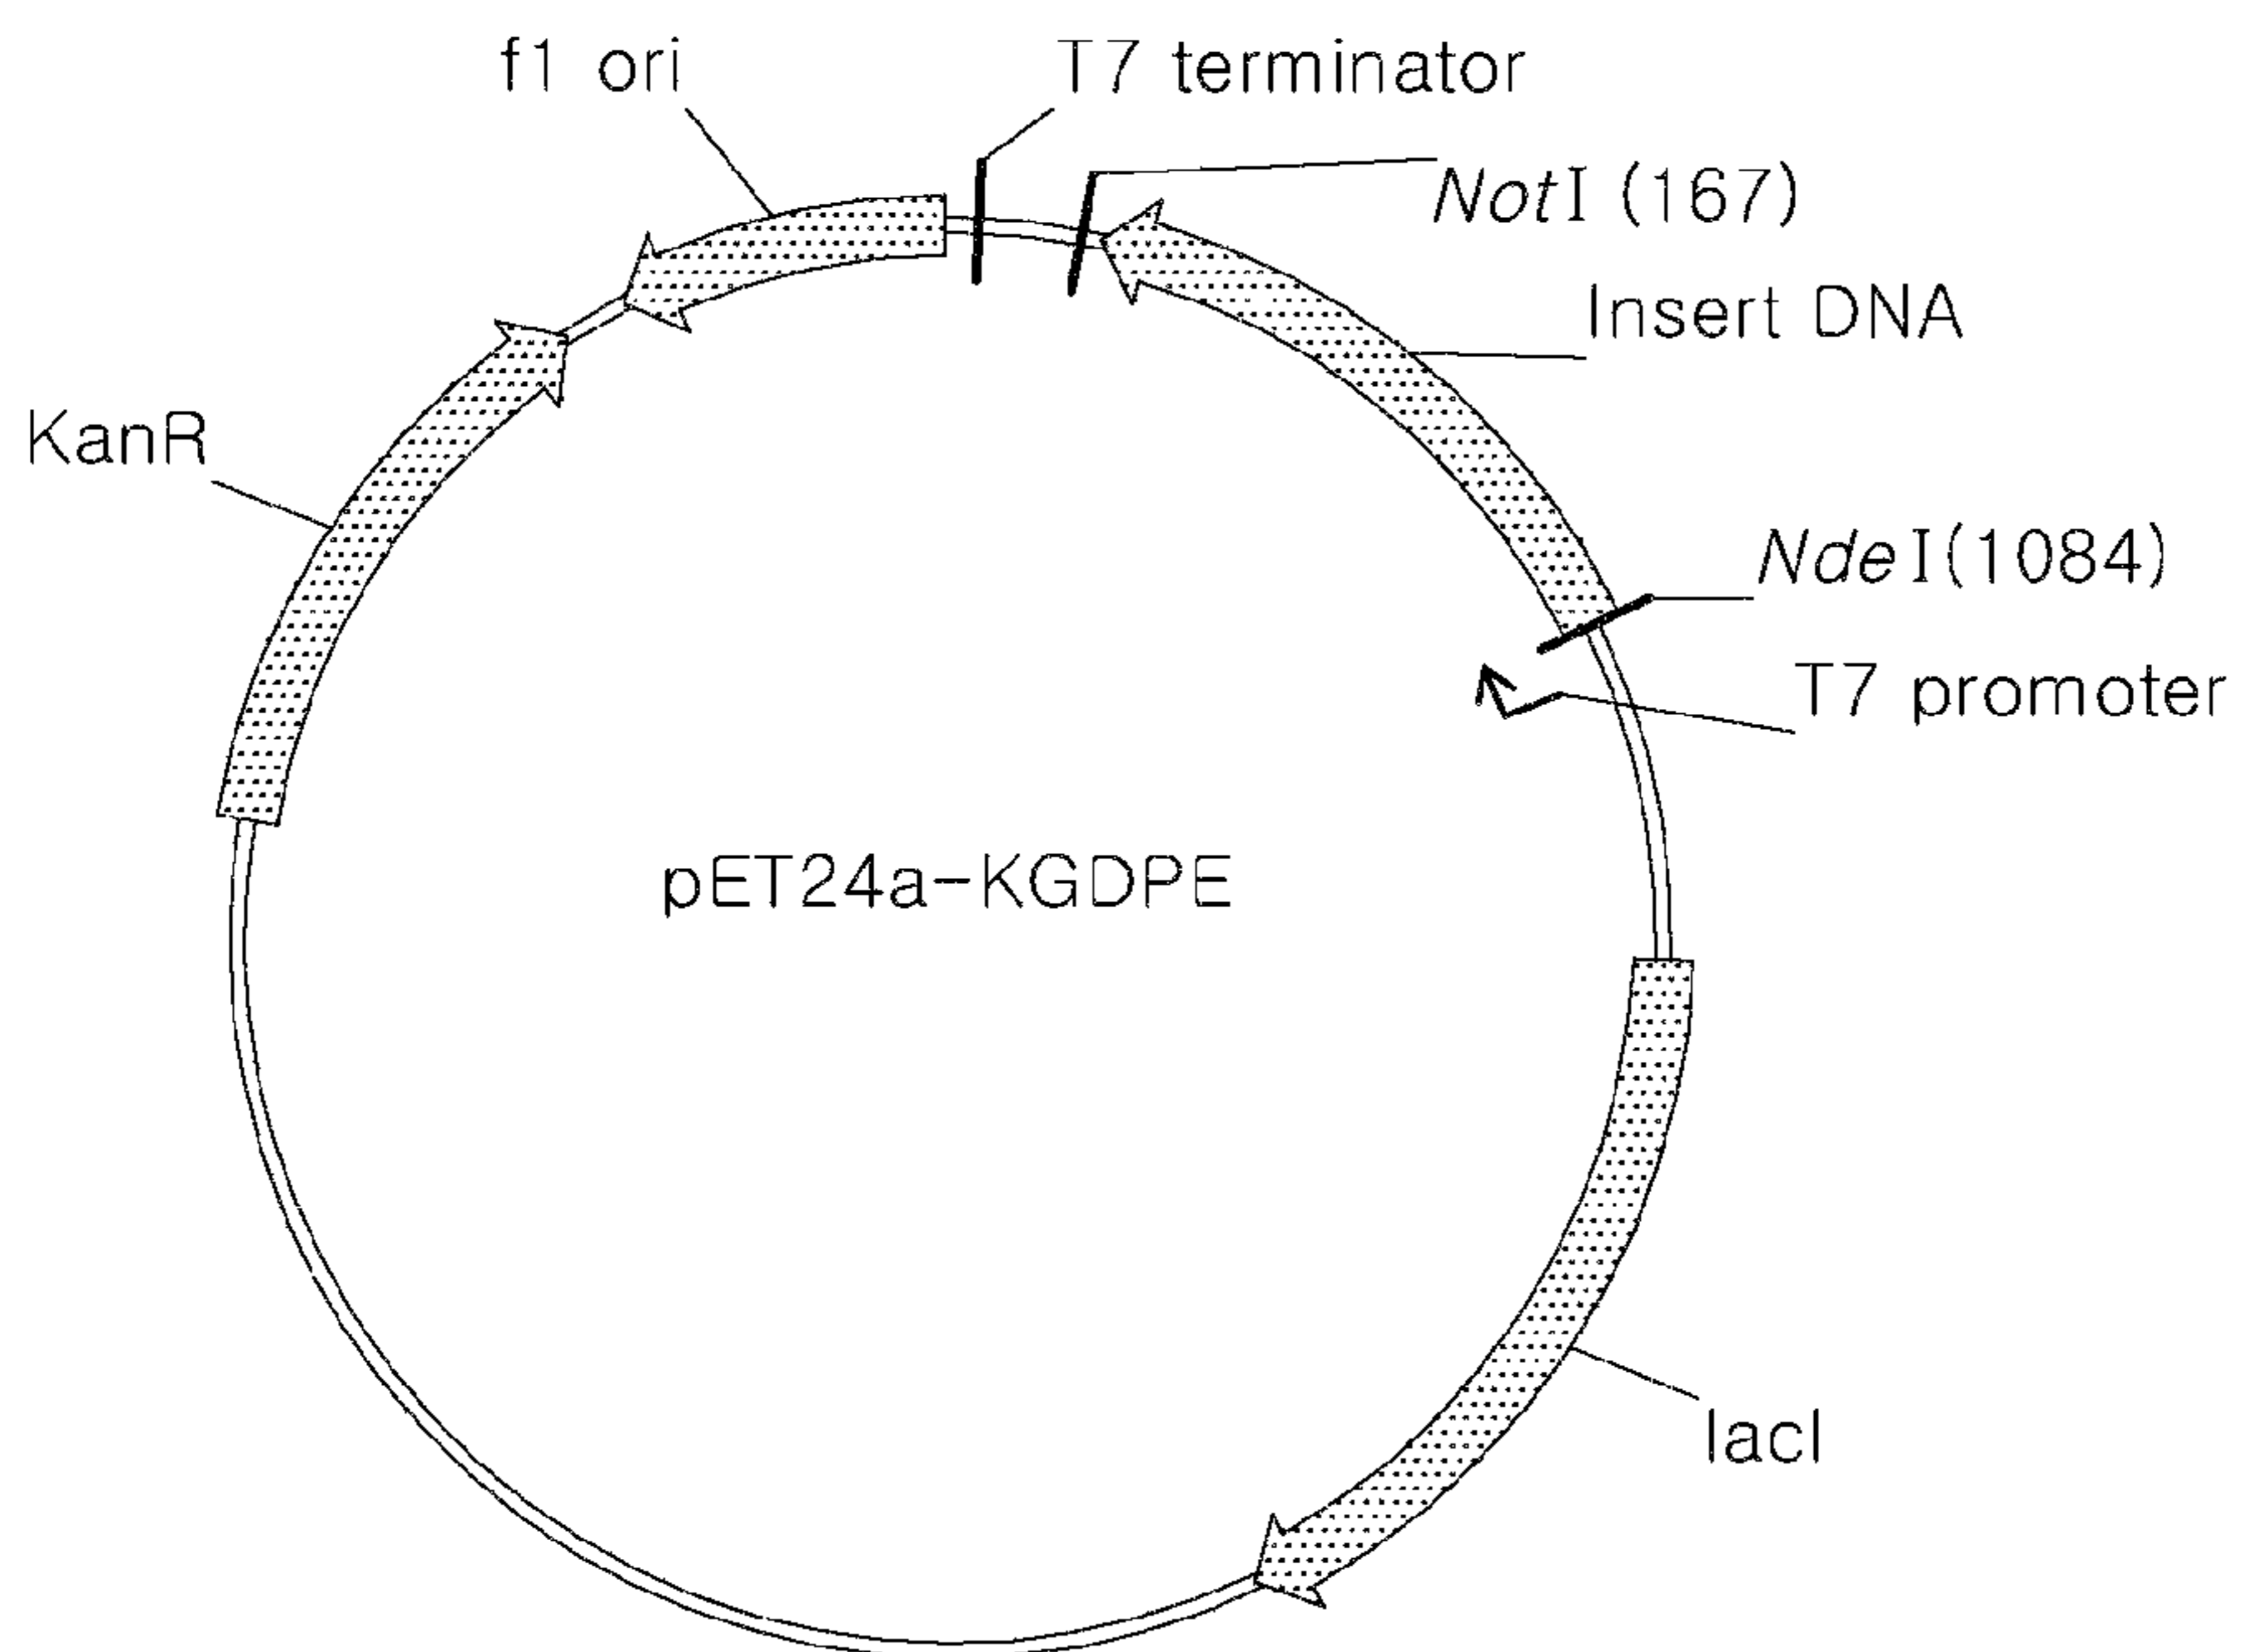 f1 ori
T7 terminator
NotI (167)
Insert DNA
KanR
NdeI(1084)
T7 promoter
pET24a-KGDPE
lacI